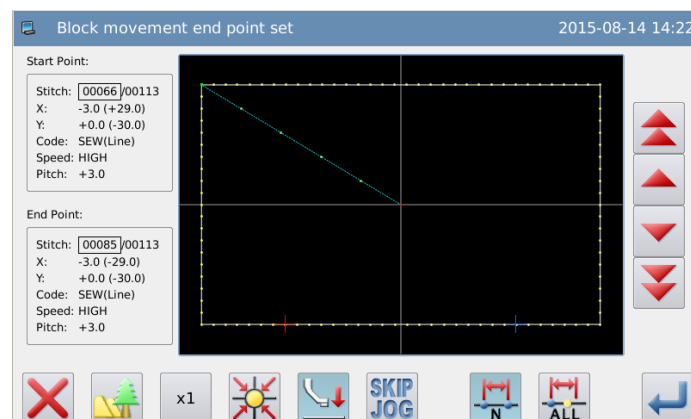 Block movement end point set 2015-08-14 14:22
Start Point:
Stitch: 00066/00113
X: -3.0 (+29.0)
Y: +0.0 (-30.0)
Code: SEW(Line)
Speed: HIGH
Pitch: +3.0
End Point:
Stitch: 00085/00113
X: -3.0 (-29.0)
Y: +0.0 (-30.0)
Code: SEW(Line)
Speed: HIGH
Pitch: +3.0
x1
SKIP
JOG
N
ALL